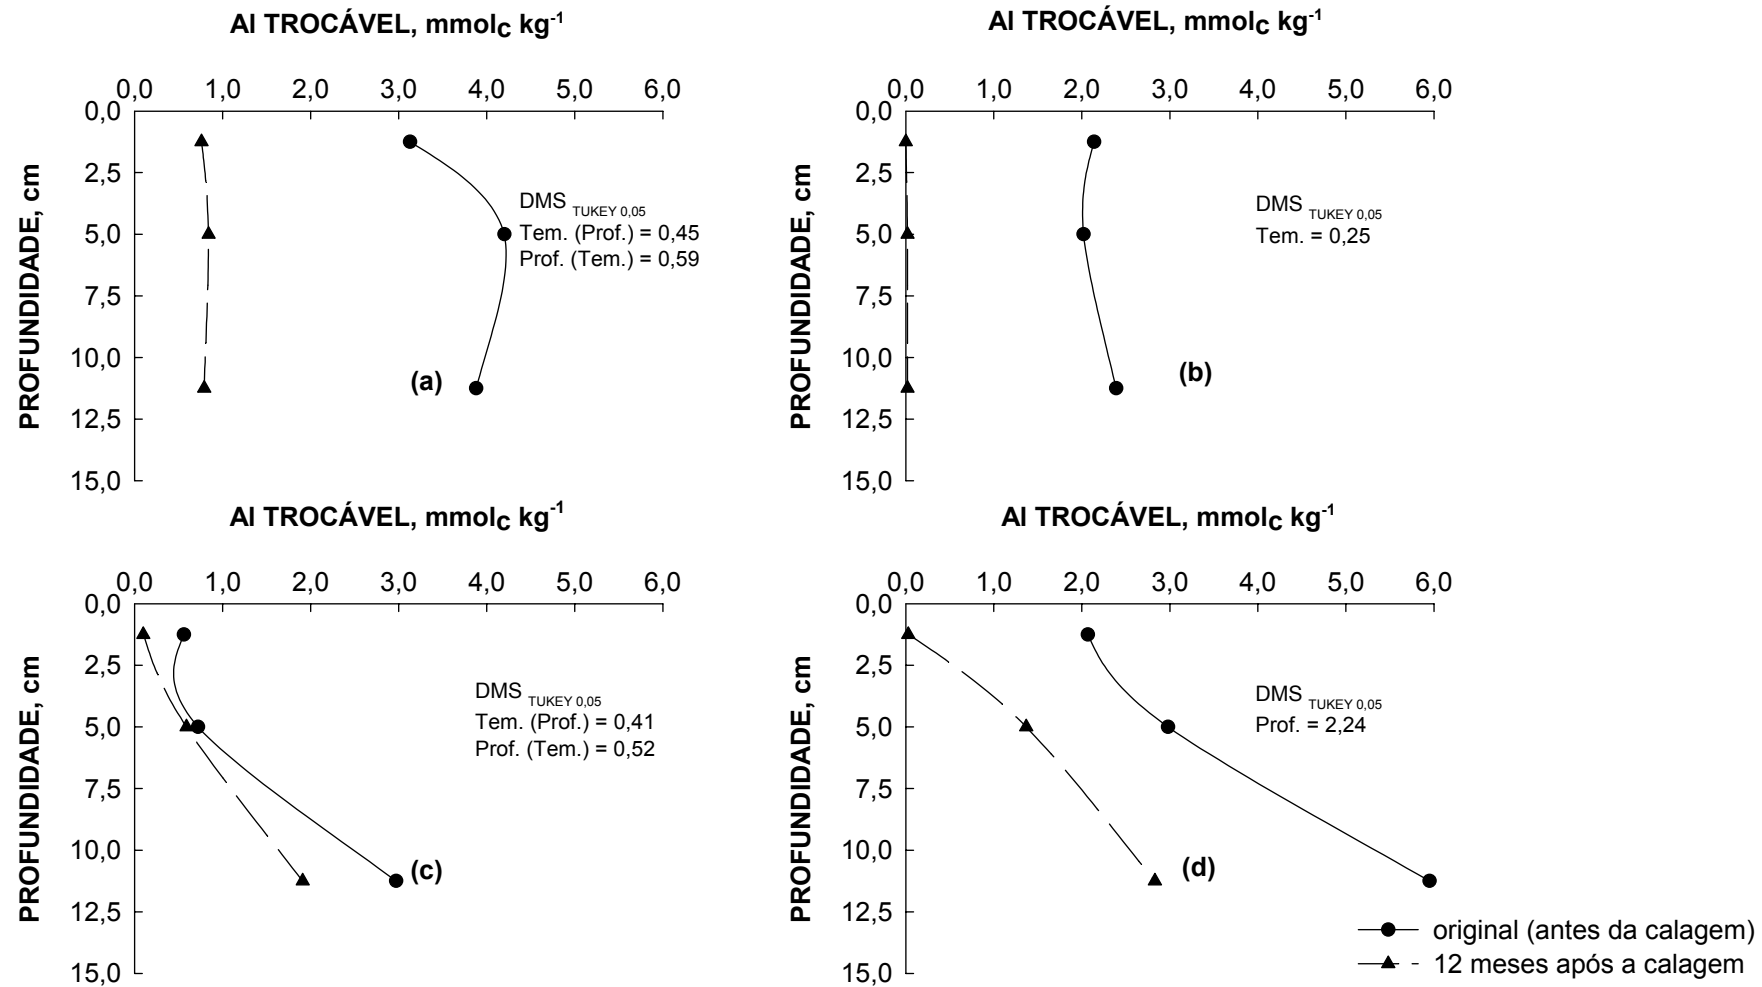 Al TROCÁVEL, mmolc kg-1
0,0 1,0 2,0 3,0 4,0 5,0 6,0
PROFUNDIDADE, cm
0,0
2,5
5,0
7,5
10,0
12,5
15,0
DMS TUKEY 0,05
Tem. (Prof.) = 0,45
Prof. (Tem.) = 0,59
(a)
Al TROCÁVEL, mmolc kg-1
0,0 1,0 2,0 3,0 4,0 5,0 6,0
PROFUNDIDADE, cm
0,0
2,5
5,0
7,5
10,0
12,5
15,0
DMS TUKEY 0,05
Tem. = 0,25
(b)
Al TROCÁVEL, mmolc kg-1
0,0 1,0 2,0 3,0 4,0 5,0 6,0
PROFUNDIDADE, cm
0,0
2,5
5,0
7,5
10,0
12,5
15,0
DMS TUKEY 0,05
Tem. (Prof.) = 0,41
Prof. (Tem.) = 0,52
(c)
Al TROCÁVEL, mmolc kg-1
0,0 1,0 2,0 3,0 4,0 5,0 6,0
PROFUNDIDADE, cm
0,0
2,5
5,0
7,5
10,0
12,5
15,0
DMS TUKEY 0,05
Prof. = 2,24
(d)
original (antes da calagem)
12 meses após a calagem